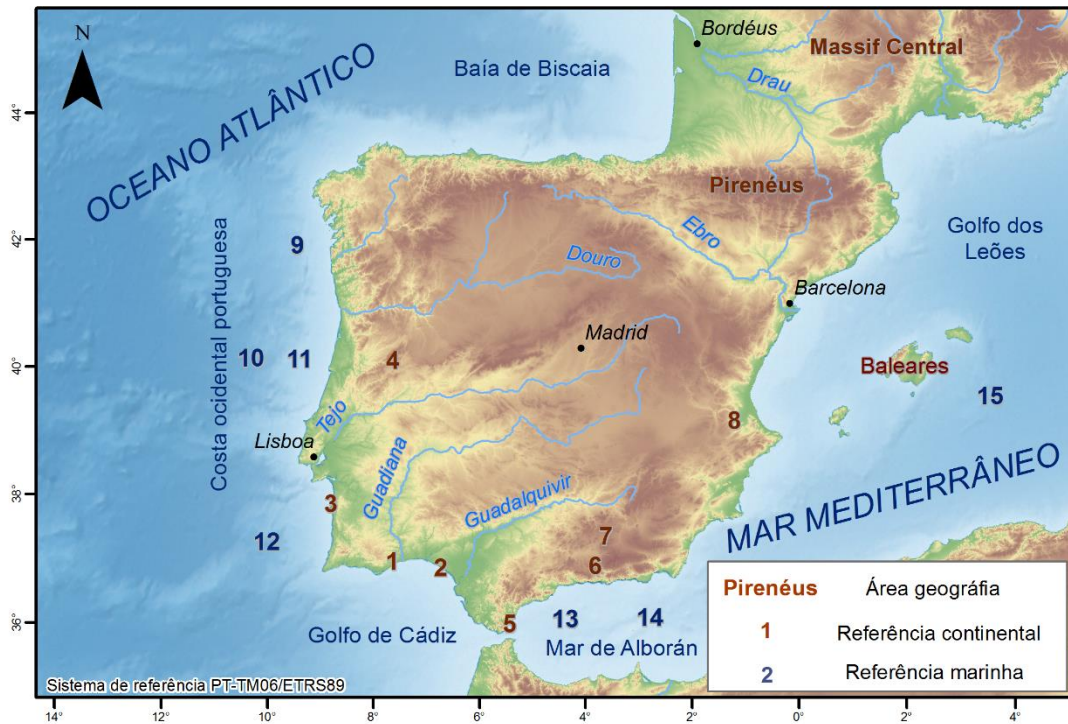 N
Bordéus
Massif Central
Baía de Biscaia
Drau
OCEANO ATLÂNTICO
44°
Pirenéus
42°
9
Ebro
Golfo dos
Leões
Douro
Barcelona
Costa ocidental portuguesa
Madrid
10
11
4
40°
Baleares
15
Tejo
8
Lisboa
Guadiana
Guadalquivir
MAR MEDITERRÂNEO
38°
3
12
7
1
2
6
36°
5
13
14
Golfo de Cádiz
Mar de Alborán
Pirenéus Área geográfia
1 Referência continental
2 Referência marinha
Sistema de referência PT-TM06/ETRS89
14° 12° 10° 8° 6° 4° 2° 0° 2° 4°